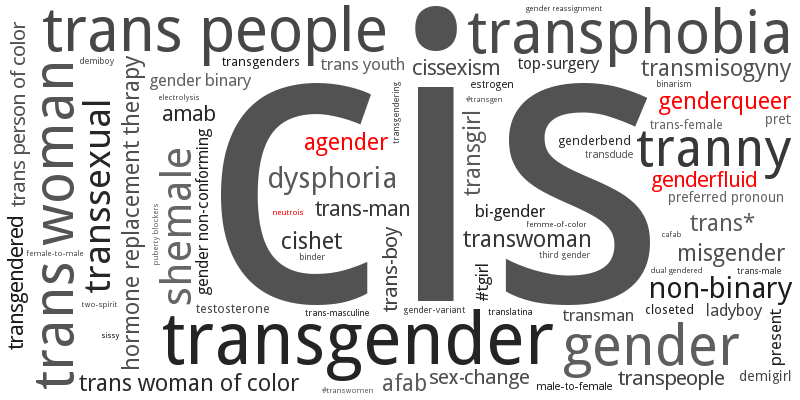 gender reassignment
trans people
transphobia
trans person of color
demiboy
transgenders
trans youth
cissexism
top-surgery
transmisogyny
trans woman
transsexual
hormone replacement therapy
gender binary
electrolysis
amab
transgendering
cis
estrogen
#transgen
binarism
genderqueer
pret
trans-female
agender
transgirl
genderbend
transdude
tranny
shemale
gender non-conforming
dysphoria
genderfluid
preferred pronoun
neutrois
trans-man
bi-gender
femme-of-color
trans*
transgendered
female-to-male
puberty blockers
cishet
binder
trans-boy
transwoman
third gender
cafab
misgender
#tgirl
dual gendered
trans-male
non-binary
two-spirit
testosterone
trans-masculine
gender-variant
translatina
transman
closeted
ladyboy
sissy
transgender
gender
present
trans woman of color
#transwomen
afab
sex-change
male-to-female
transpeople
demigirl